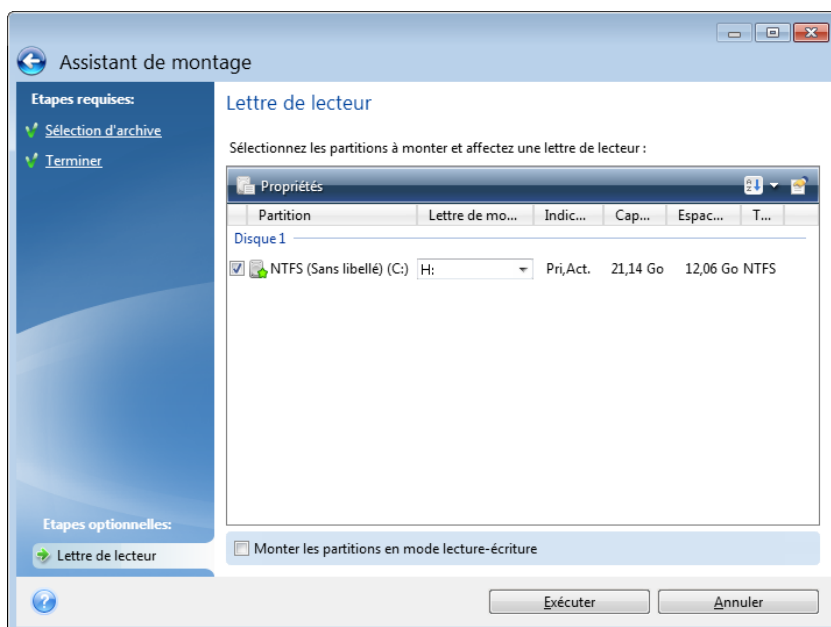 Assistant de montage
Etapes requises:
Sélection d'archive
Terminer
Lettre de lecteur
Sélectionnez les partitions à monter et affectez une lettre de lecteur :
Propriétés
Partition Lettre de mo... Indic... Cap... Espac... T...
Disque 1
NTFS (Sans libellé) (C:) H: Pri,Act. 21,14 Go 12,06 Go NTFS
Etapes optionnelles:
Lettre de lecteur
Monter les partitions en mode lecture-écriture
Exécuter Annuler